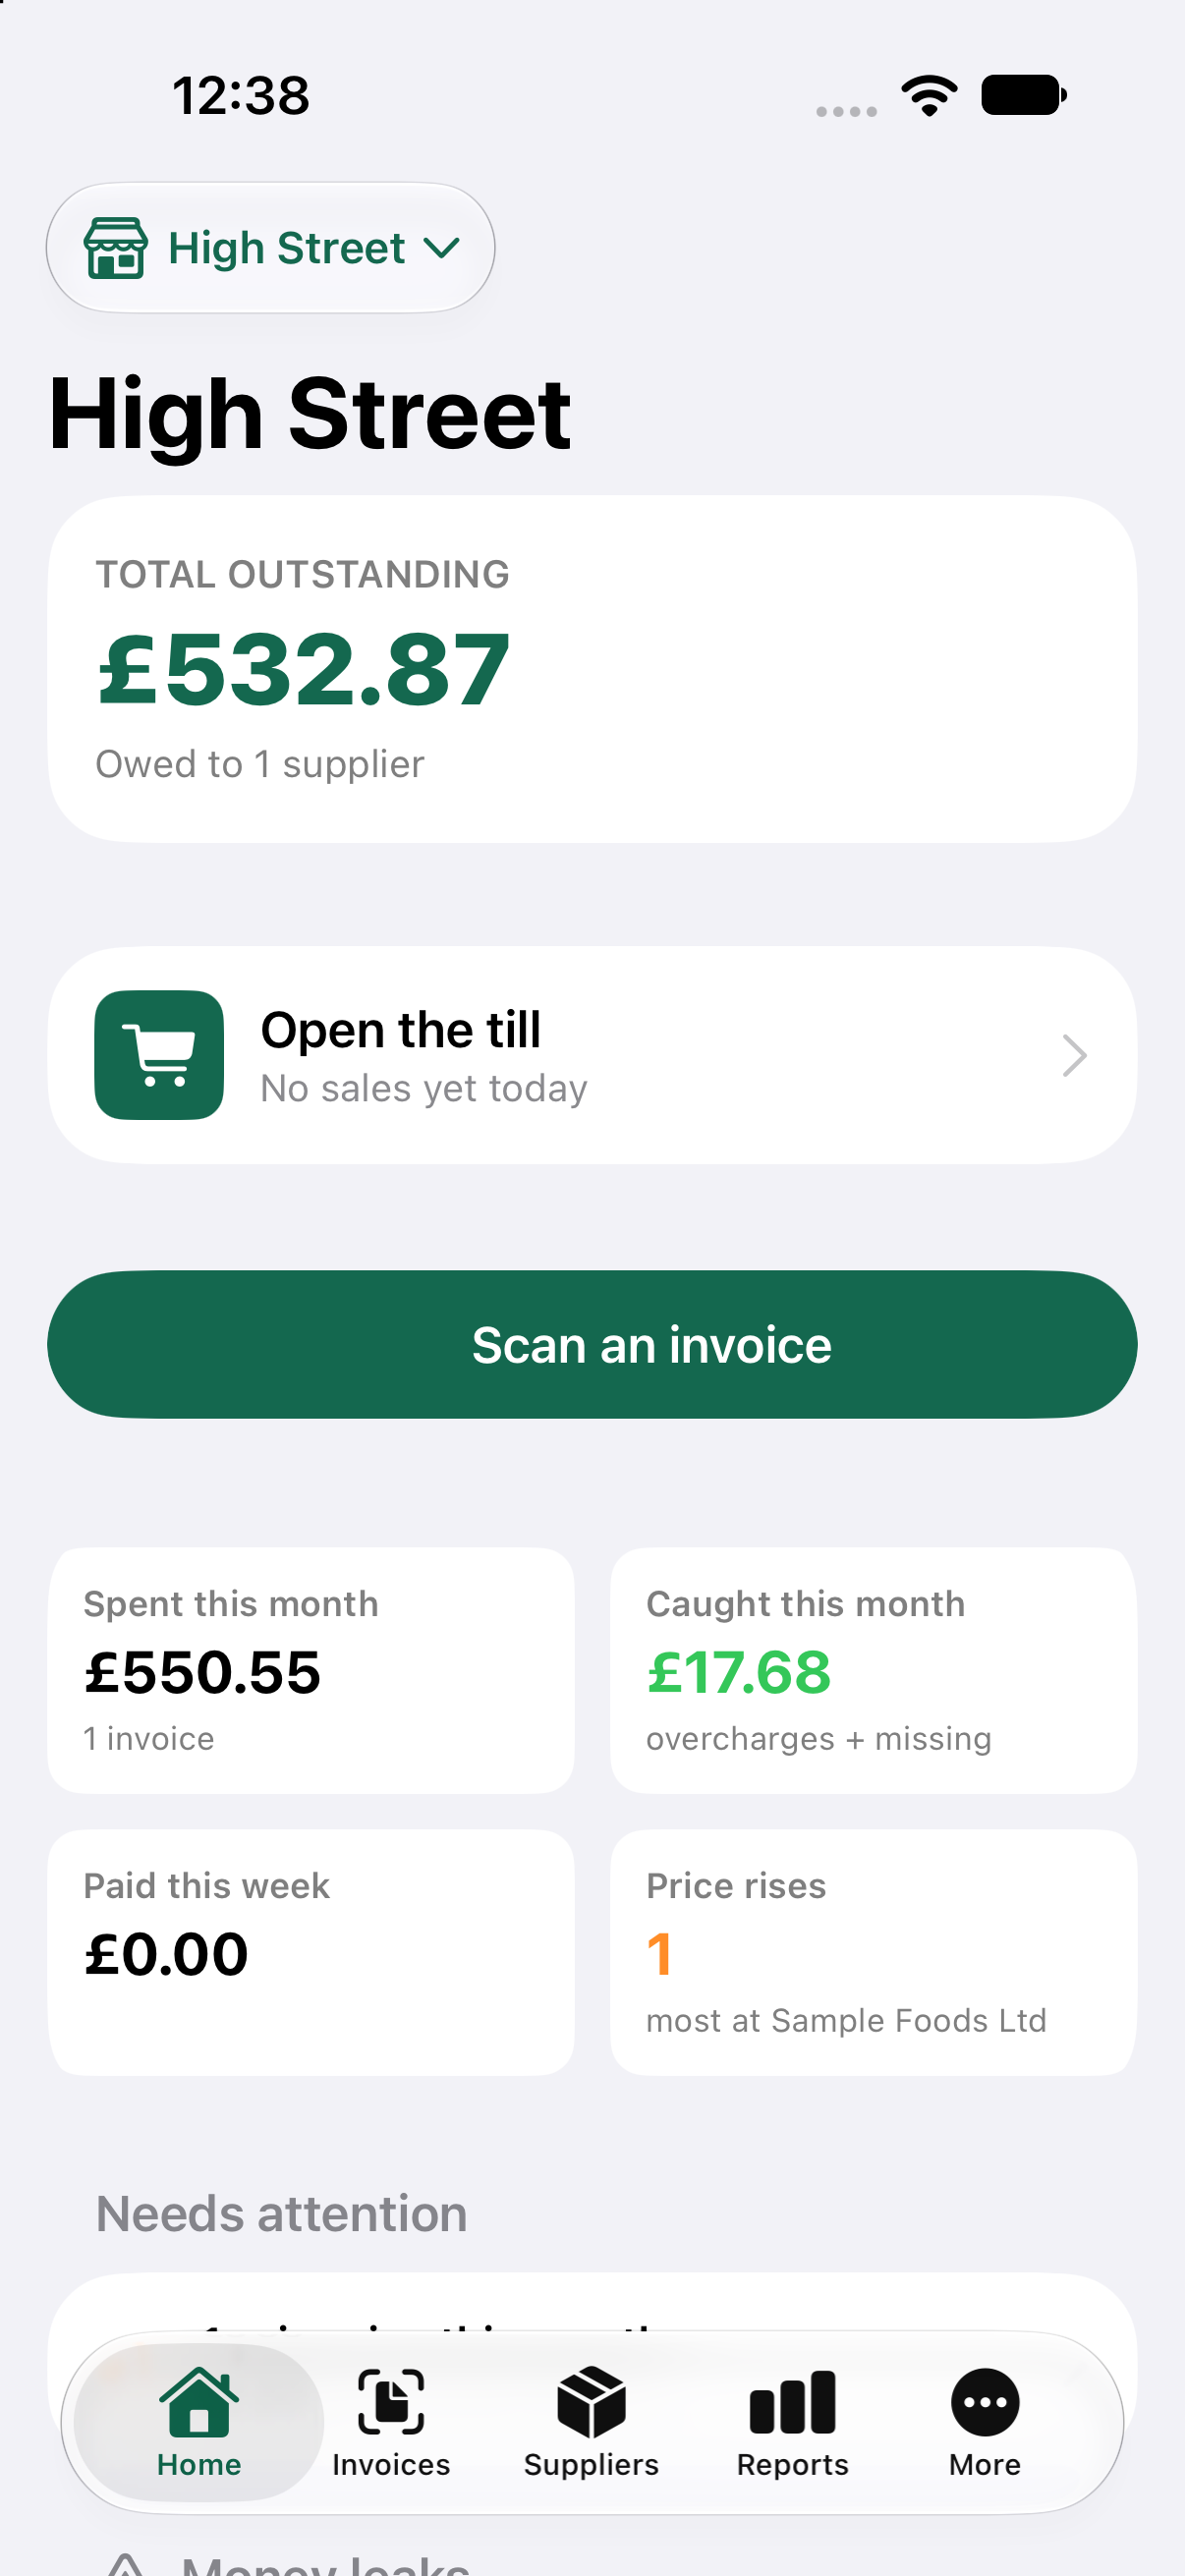 12:38
High Street
High Street
TOTAL OUTSTANDING
£532.87
Owed to 1 supplier
Open the till
No sales yet today
Scan an invoice
Spent this month
£550.55
1 invoice
Caught this month
£17.68
overcharges + missing
Paid this week
£0.00
Price rises
1
most at Sample Foods Ltd
Needs attention
Home
Invoices
Suppliers
Reports
More
Money leaks